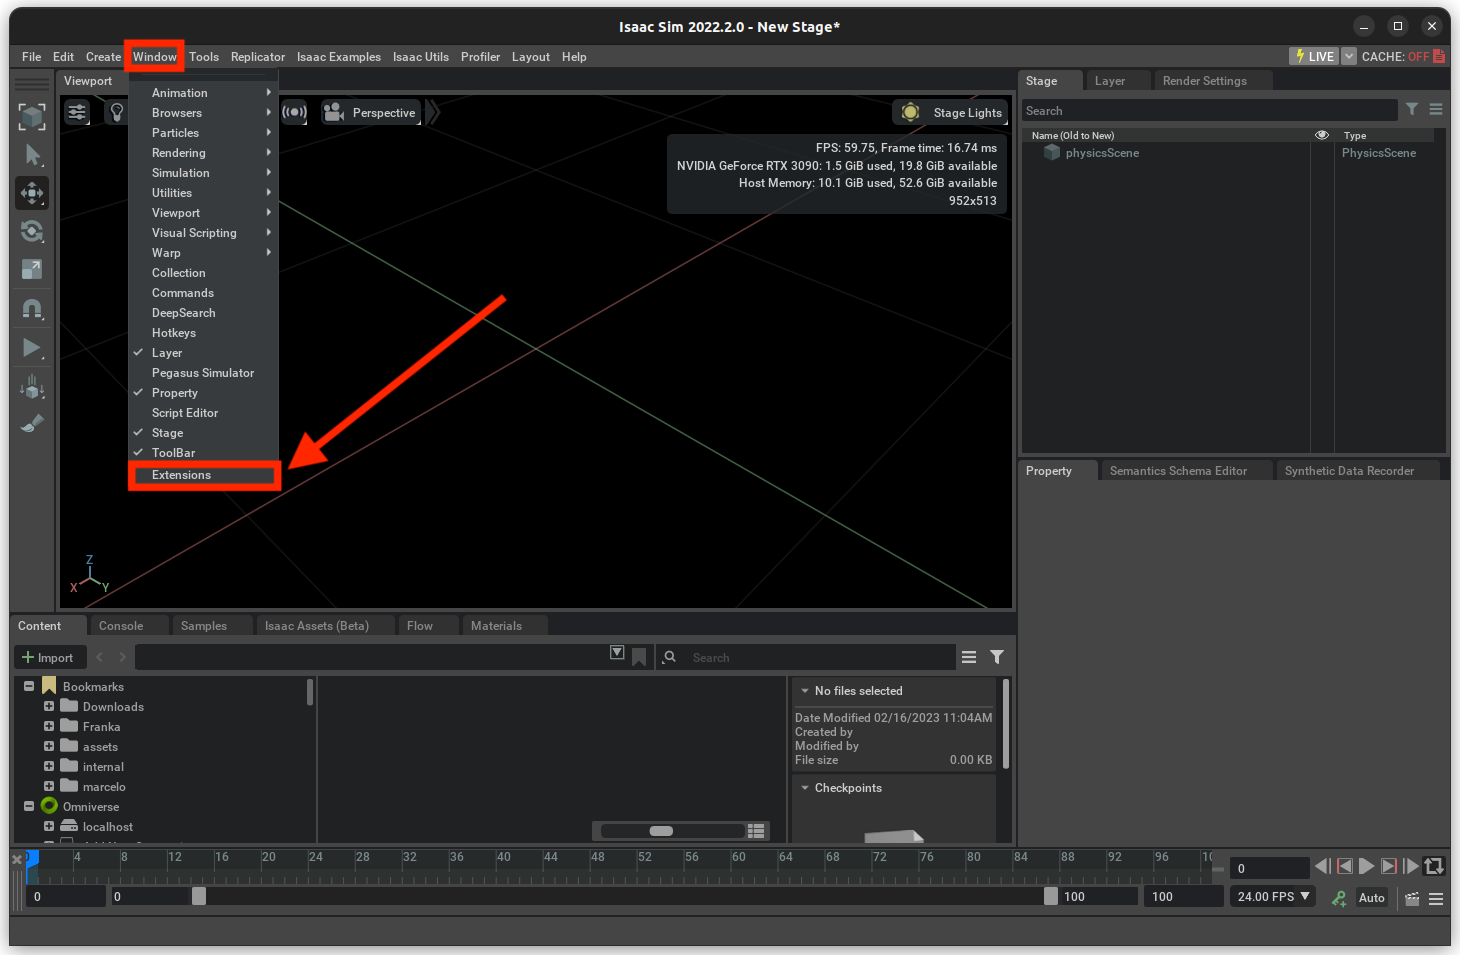 Isaac Sim 2022.2.0 - New Stage*
File Edit Create Window Tools Replicator Isaac Examples Isaac Utils Profiler Layout Help
LIVE CACHE: OFF
Viewport
Animation
Browsers
Particles
Rendering
Simulation
Utilities
Viewport
Visual Scripting
Warp
Collection
Commands
DeepSearch
Hotkeys
Layer
Pegasus Simulator
Property
Script Editor
Stage
ToolBar
Extensions
Perspective
Stage Lights
FPS: 59.75, Frame time: 16.74 ms
NVIDIA GeForce RTX 3090: 1.5 GiB used, 19.8 GiB available
Host Memory: 10.1 GiB used, 52.6 GiB available
952x513
Z
X
Y
Stage Layer Render Settings
Search
Name (Old to New) Type
physicsScene PhysicsScene
Property Semantics Schema Editor Synthetic Data Recorder
Content Console Samples Isaac Assets (Beta) Flow Materials
Import
Search
Bookmarks
Downloads
Franka
assets
internal
marcelo
Omniverse
localhost
No files selected
Date Modified 02/16/2023 11:04AM
Created by
Modified by
File size 0.00 KB
Checkpoints
4 8 12 16 20 24 28 32 36 40 44 48 52 56 60 64 68 72 76 80 84 88 92 96
0
0 0 100 100 24.00 FPS Auto